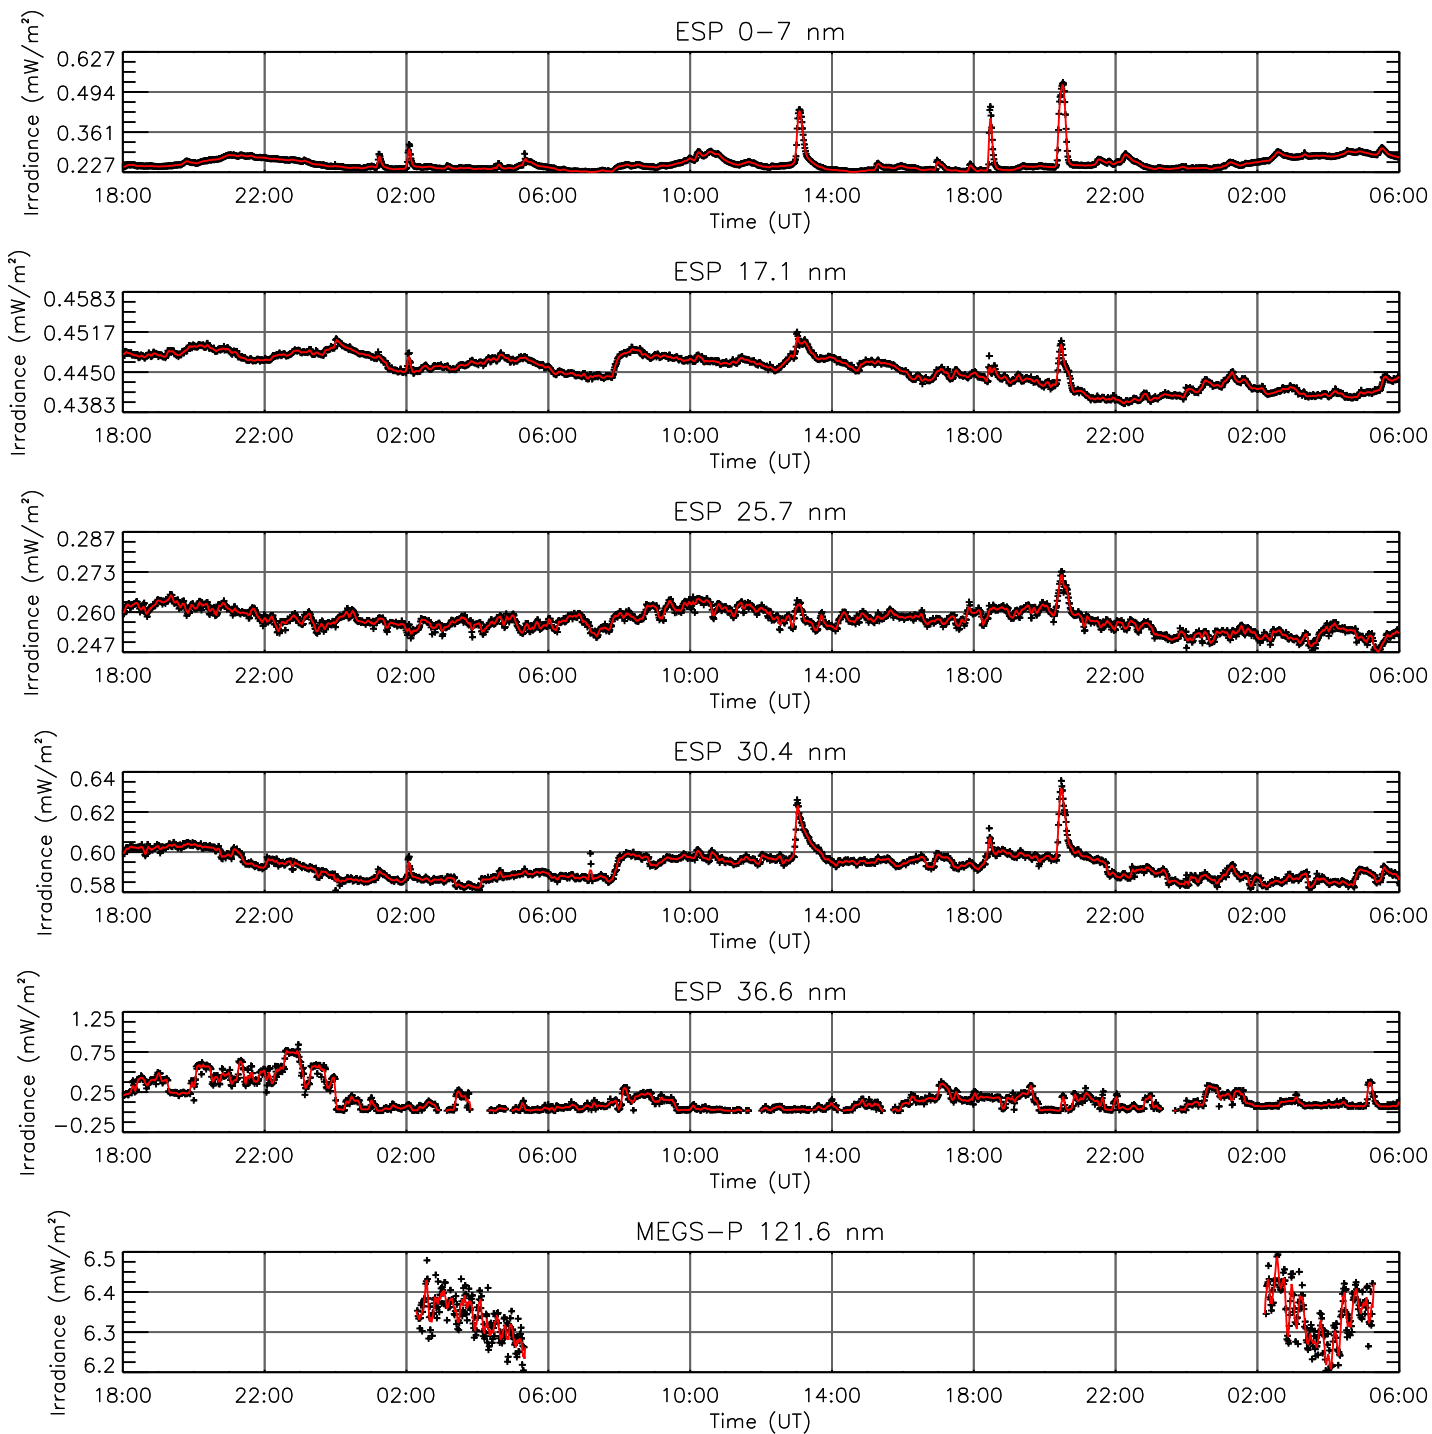 ESP 0-7 nm
Irradiance (mW/m²)
0.627
0.494
0.361
0.227
18:00 22:00 02:00 06:00 10:00 14:00 18:00 22:00 02:00 06:00
Time (UT)
ESP 17.1 nm
Irradiance (mW/m²)
0.4583
0.4517
0.4450
0.4383
18:00 22:00 02:00 06:00 10:00 14:00 18:00 22:00 02:00 06:00
Time (UT)
ESP 25.7 nm
Irradiance (mW/m²)
0.287
0.273
0.260
0.247
18:00 22:00 02:00 06:00 10:00 14:00 18:00 22:00 02:00 06:00
Time (UT)
ESP 30.4 nm
Irradiance (mW/m²)
0.64
0.62
0.60
0.58
18:00 22:00 02:00 06:00 10:00 14:00 18:00 22:00 02:00 06:00
Time (UT)
ESP 36.6 nm
Irradiance (mW/m²)
1.25
0.75
0.25
-0.25
18:00 22:00 02:00 06:00 10:00 14:00 18:00 22:00 02:00 06:00
Time (UT)
MEGS-P 121.6 nm
Irradiance (mW/m²)
6.5
6.4
6.3
6.2
18:00 22:00 02:00 06:00 10:00 14:00 18:00 22:00 02:00 06:00
Time (UT)